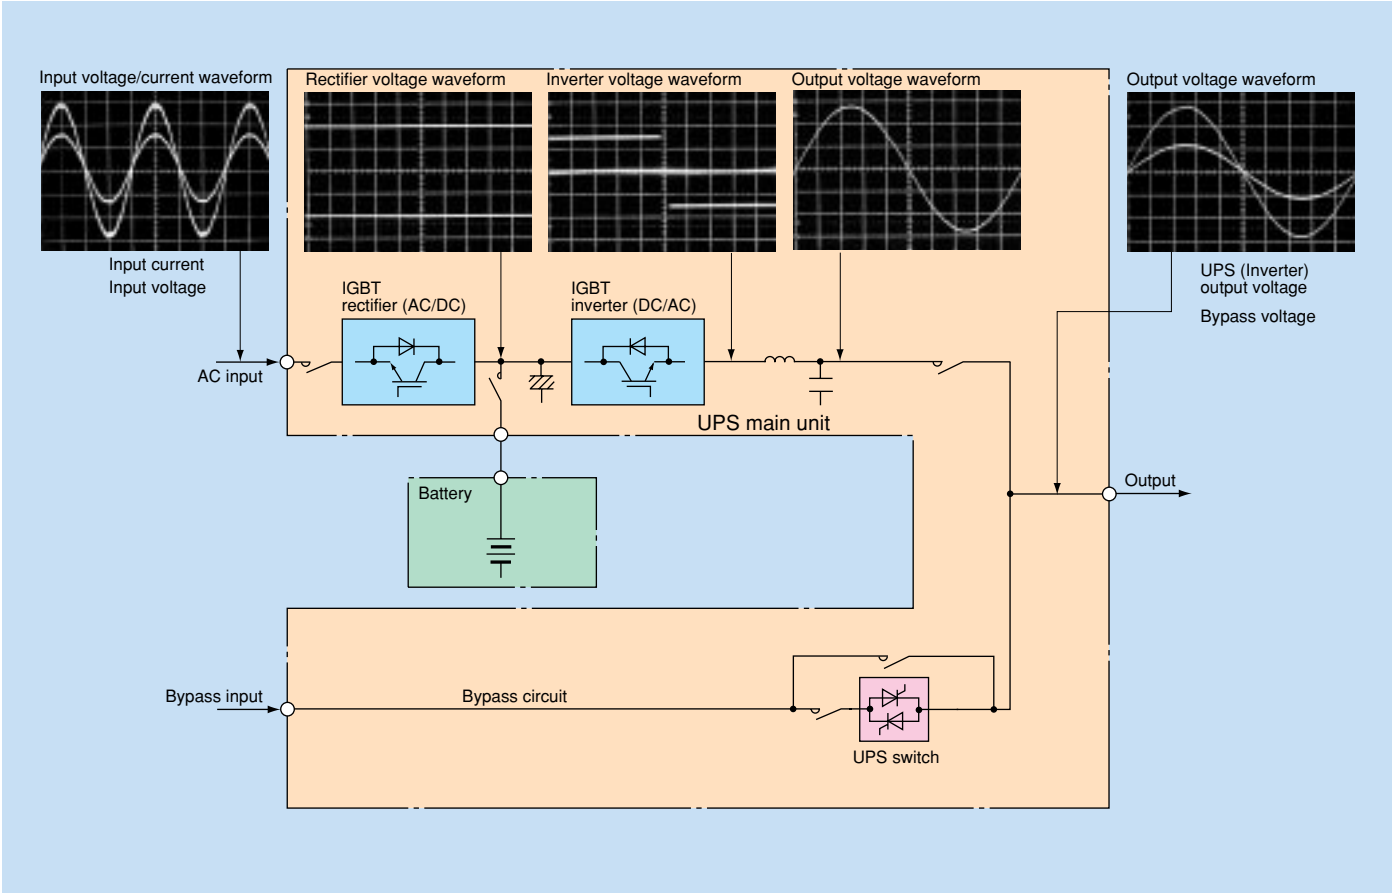 Input voltage/current waveform
Rectifier voltage waveform
Inverter voltage waveform
Output voltage waveform
Output voltage waveform
Input current
Input voltage
UPS (Inverter)
output voltage
Bypass voltage
IGBT
rectifier (AC/DC)
IGBT
inverter (DC/AC)
AC input
UPS main unit
Battery
Output
Bypass input
Bypass circuit
UPS switch